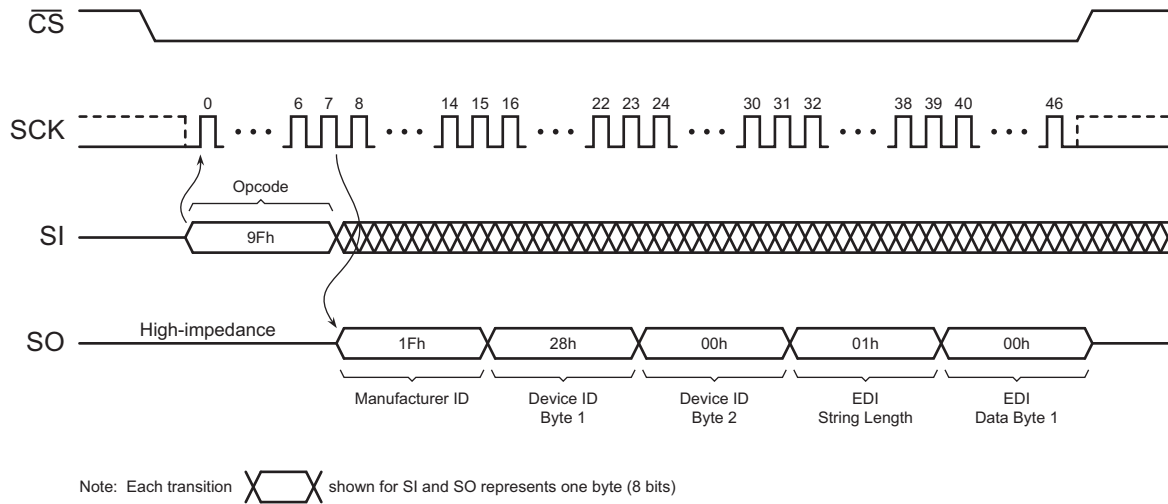 CS
0 6 7 8 14 15 16 22 23 24 30 31 32 38 39 40 46
SCK
Opcode
SI
9Fh
High-impedance
SO
1Fh 28h 00h 01h 00h
Manufacturer ID Device ID Device ID EDI EDI
Byte 1 Byte 2 String Length Data Byte 1
Note: Each transition shown for SI and SO represents one byte (8 bits)